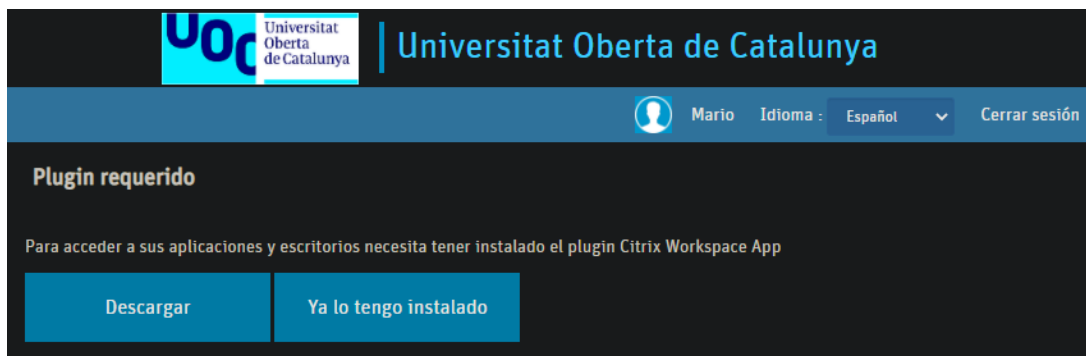 UOC
Universitat
Oberta
de Catalunya
Universitat Oberta de Catalunya
Mario Idioma : Español Cerrar sesión
Plugin requerido
Para acceder a sus aplicaciones y escritorios necesita tener instalado el plugin Citrix Workspace App
Descargar Ya lo tengo instalado